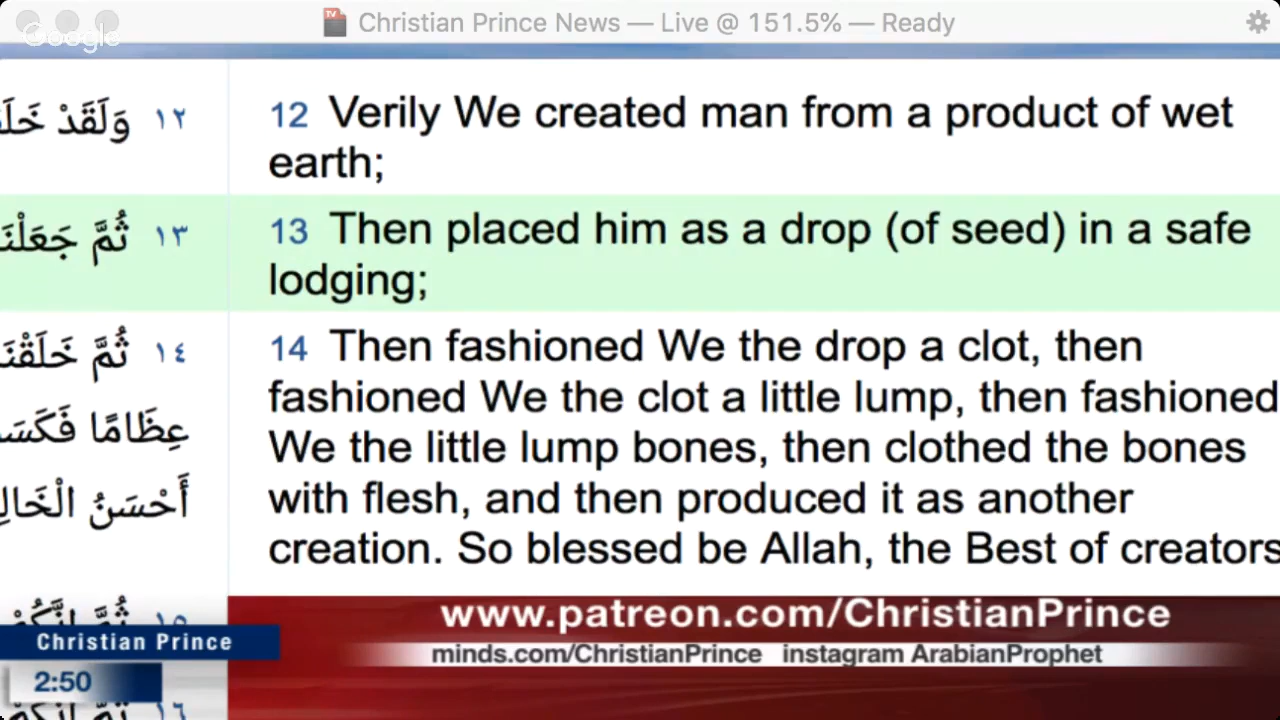 Christian Prince News — Live @ 151.5% — Ready
Google
١٢ وَلَقَدْ
12 Verily We created man from a product of wet
earth;
١٣ ثُمَّ
13 Then placed him as a drop (of seed) in a safe
lodging;
١٤ ثُمَّ
14 Then fashioned We the drop a clot, then
fashioned We the clot a little lump, then fashioned
عِظَامًا
We the little lump bones, then clothed the bones
أَحْسَنُ
with flesh, and then produced it as another
creation. So blessed be Allah, the Best of creators
www.patreon.com/ChristianPrince
Christian Prince
minds.com/ChristianPrince instagram ArabianProphet
2:50